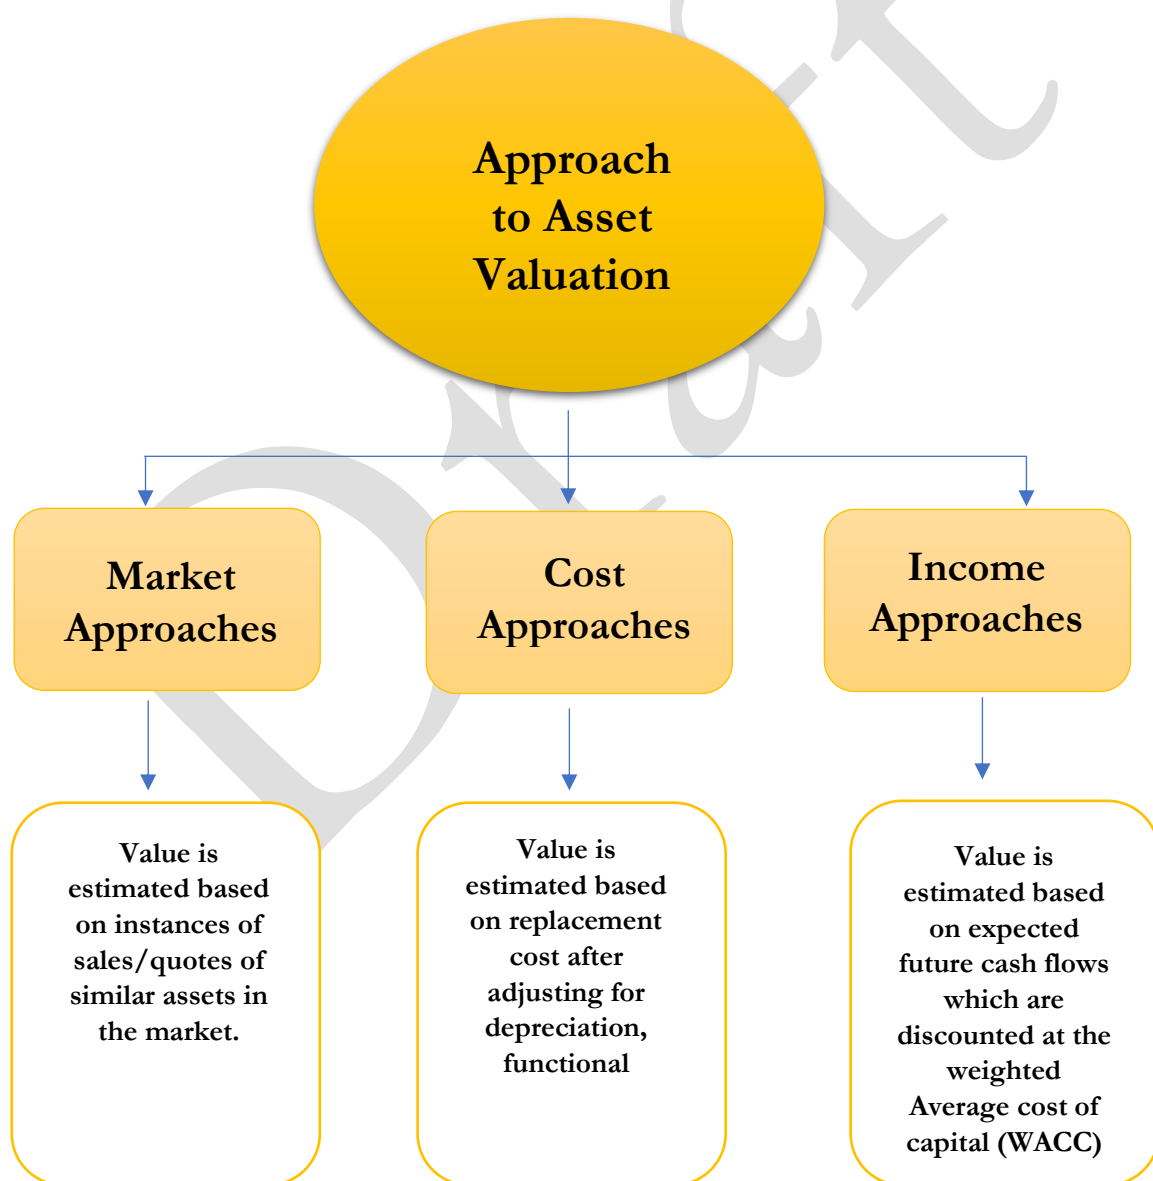 Approach
to Asset
Valuation
Market
Approaches
Cost
Approaches
Income
Approaches
Value is
estimated based
on instances of
sales/quotes of
similar assets in
the market.
Value is
estimated based
on replacement
cost after
adjusting for
depreciation,
functional
Value is
estimated based
on expected
future cash flows
which are
discounted at the
weighted
Average cost of
capital (WACC)
Draft